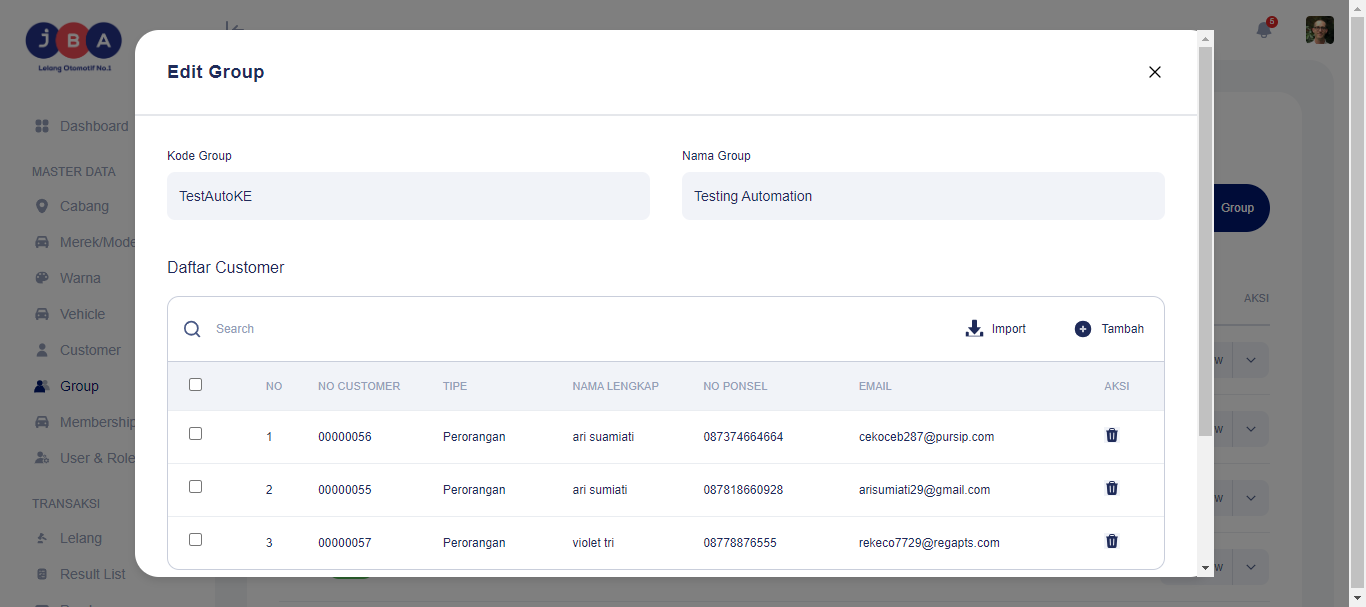 JBA
Lelang Otomotif No.1
6
Edit Group
Dashboard
MASTER DATA
Kode Group
Nama Group
Cabang
TestAutoKE
Testing Automation
Group
Merek/Mode
Warna
Daftar Customer
AKSI
Vehicle
Search
Import
Tambah
Customer
Group
NO
NO CUSTOMER
TIPE
NAMA LENGKAP
NO PONSEL
EMAIL
AKSI
w
Membership
1
00000056
Perorangan
ari suamiati
087374664664
cekoceb287@pursip.com
w
User & Role
2
00000055
Perorangan
ari sumiati
087818660928
arisumiati29@gmail.com
w
TRANSAKSI
Lelang
3
00000057
Perorangan
violet tri
08778876555
rekeco7729@regapts.com
w
Result List